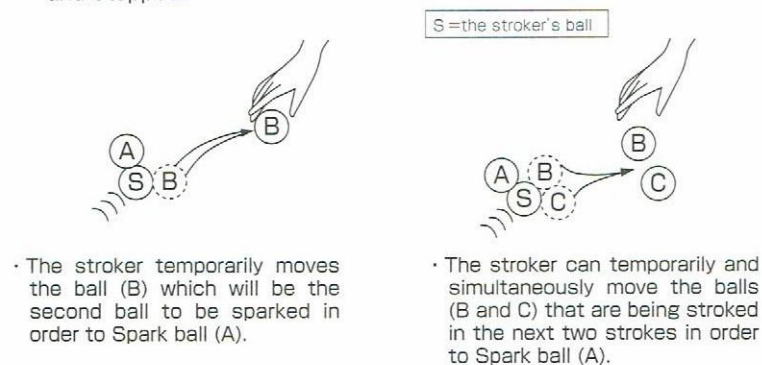 S=the stroker's ball
A
S
B
B
A
B
S
C
B
C
· The stroker temporarily moves
the ball (B) which will be the
second ball to be sparked in
order to Spark ball (A).
· The stroker can temporarily and
simultaneously move the balls
(B and C) that are being stroked
in the next two strokes in order
to Spark ball (A).